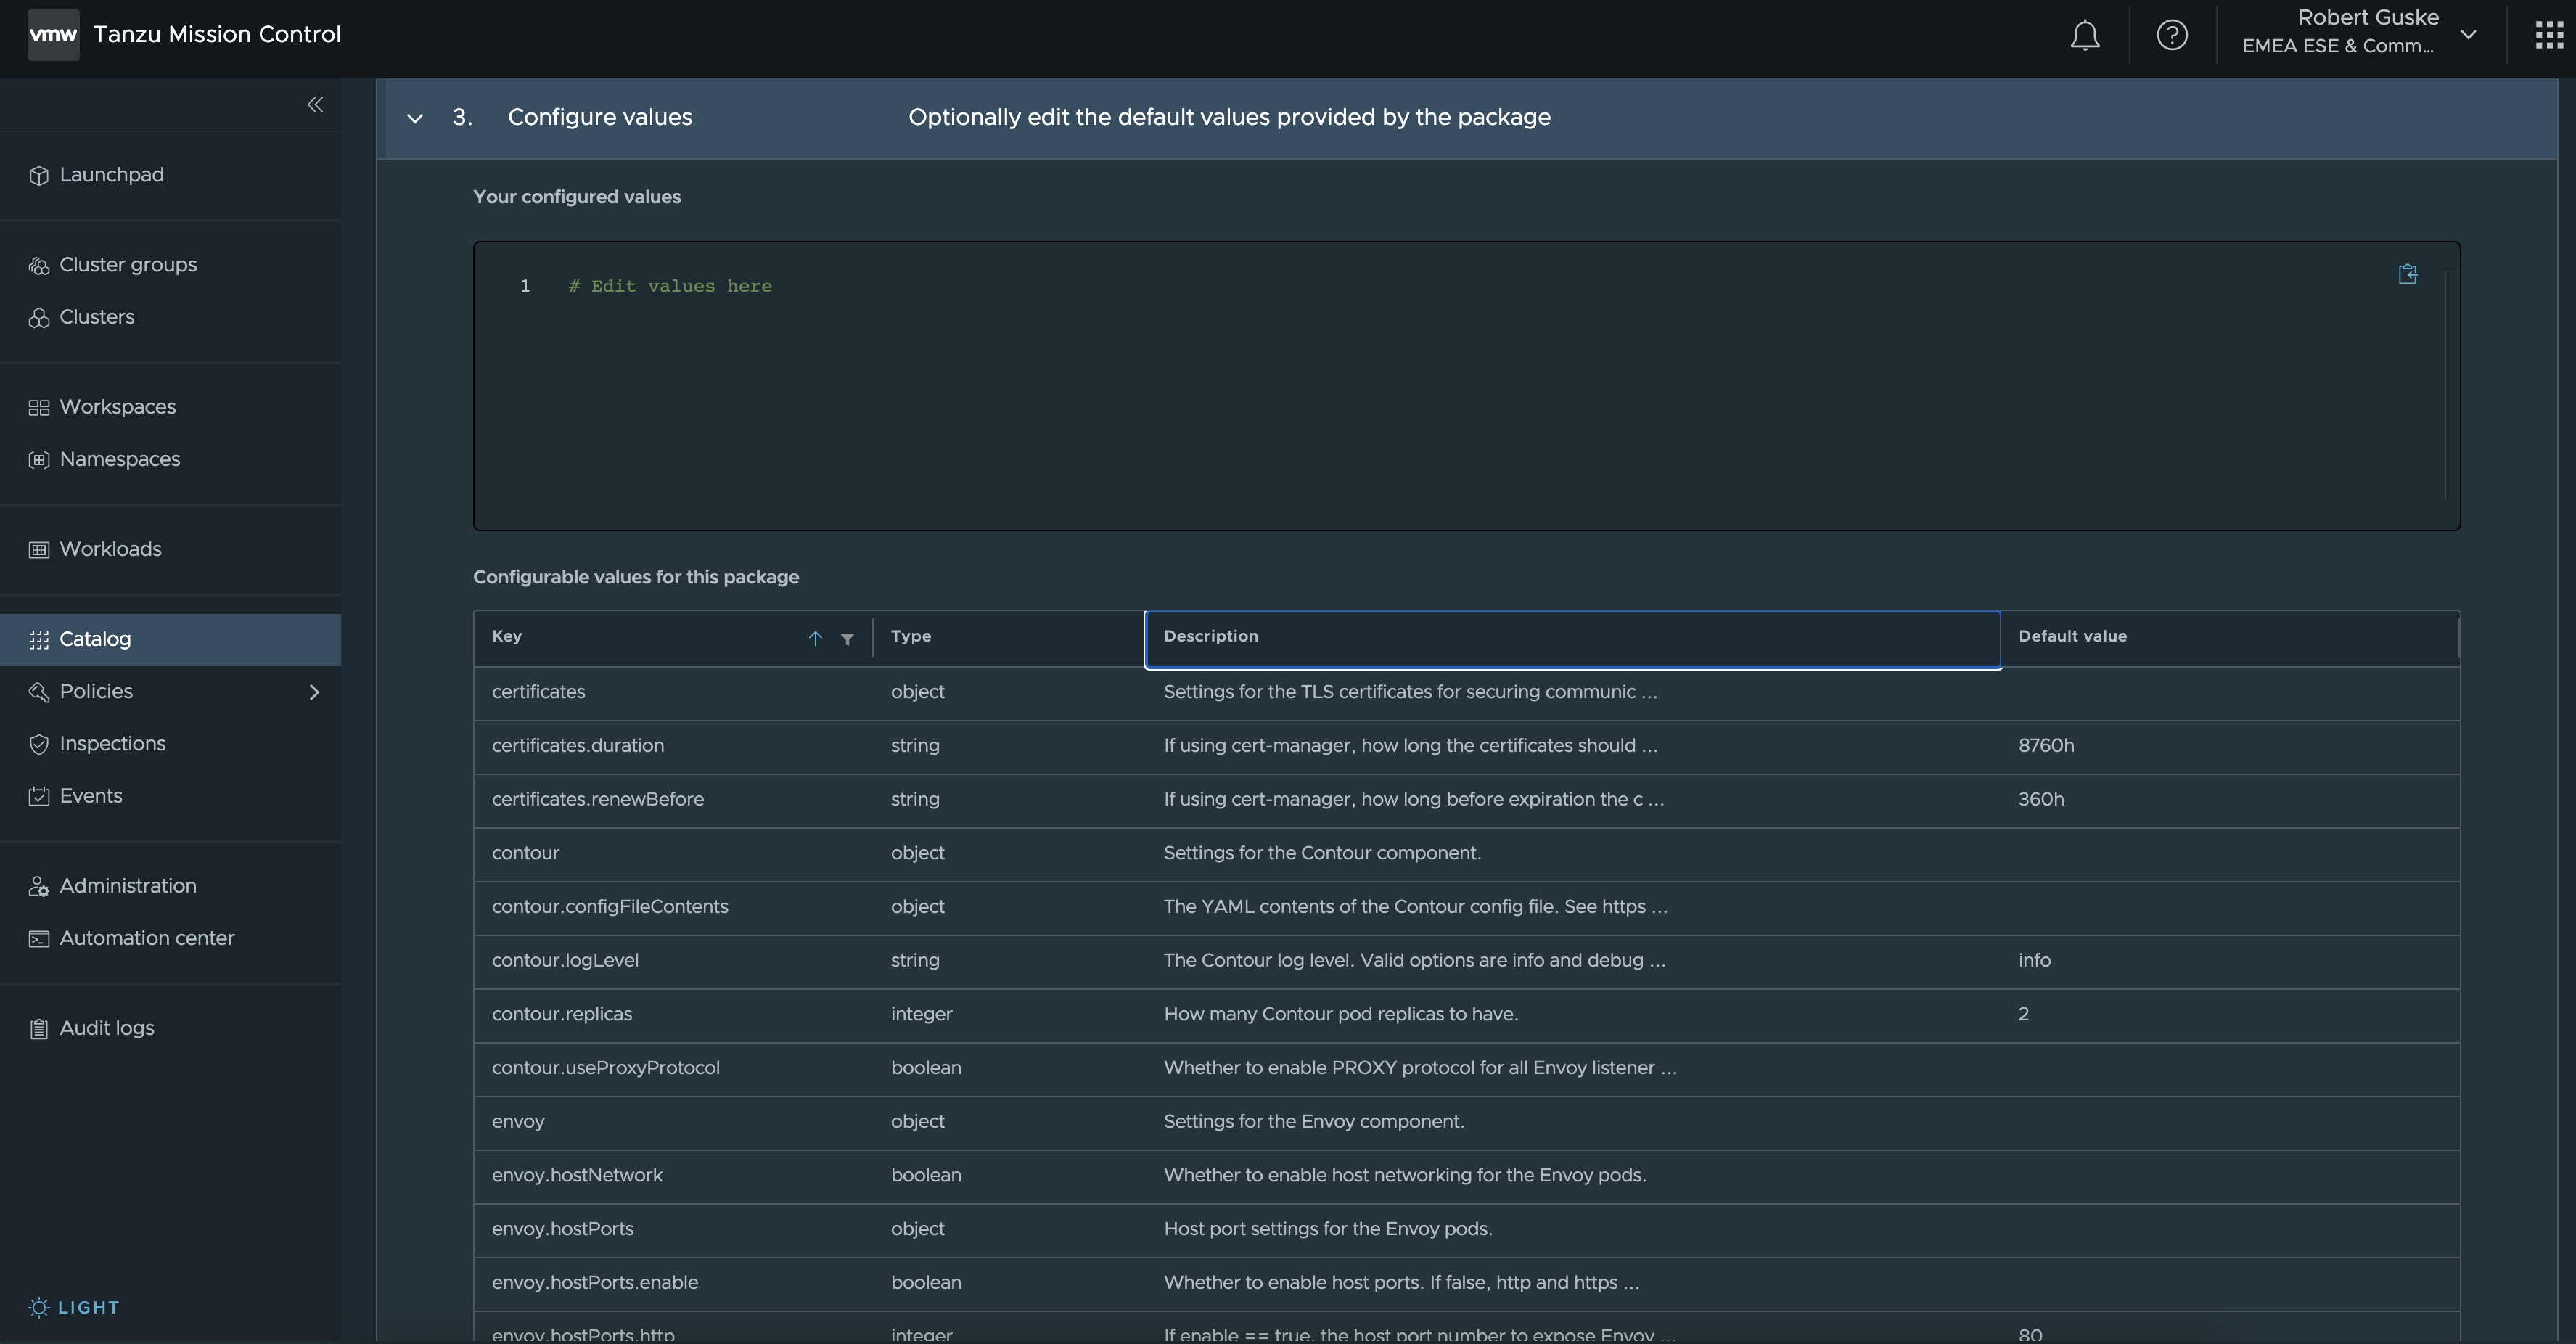 vmw Tanzu Mission Control
Robert Guske
EMEA ESE & Comm...
Launchpad
Cluster groups
Clusters
Workspaces
Namespaces
Workloads
Catalog
Policies
Inspections
Events
Administration
Automation center
Audit logs
LIGHT
3. Configure values Optionally edit the default values provided by the package
Your configured values
1 # Edit values here
Configurable values for this package
Key Type Description Default value
certificates object Settings for the TLS certificates for securing communic ...
certificates.duration string If using cert-manager, how long the certificates should ... 8760h
certificates.renewBefore string If using cert-manager, how long before expiration the c ... 360h
contour object Settings for the Contour component.
contour.configFileContents object The YAML contents of the Contour config file. See https ...
contour.logLevel string The Contour log level. Valid options are info and debug ... info
contour.replicas integer How many Contour pod replicas to have. 2
contour.useProxyProtocol boolean Whether to enable PROXY protocol for all Envoy listener ...
envoy object Settings for the Envoy component.
envoy.hostNetwork boolean Whether to enable host networking for the Envoy pods.
envoy.hostPorts object Host port settings for the Envoy pods.
envoy.hostPorts.enable boolean Whether to enable host ports. If false, http and https ...
envoy.hostPorts.http integer If enable == true, the host port number to expose Envoy ... 80